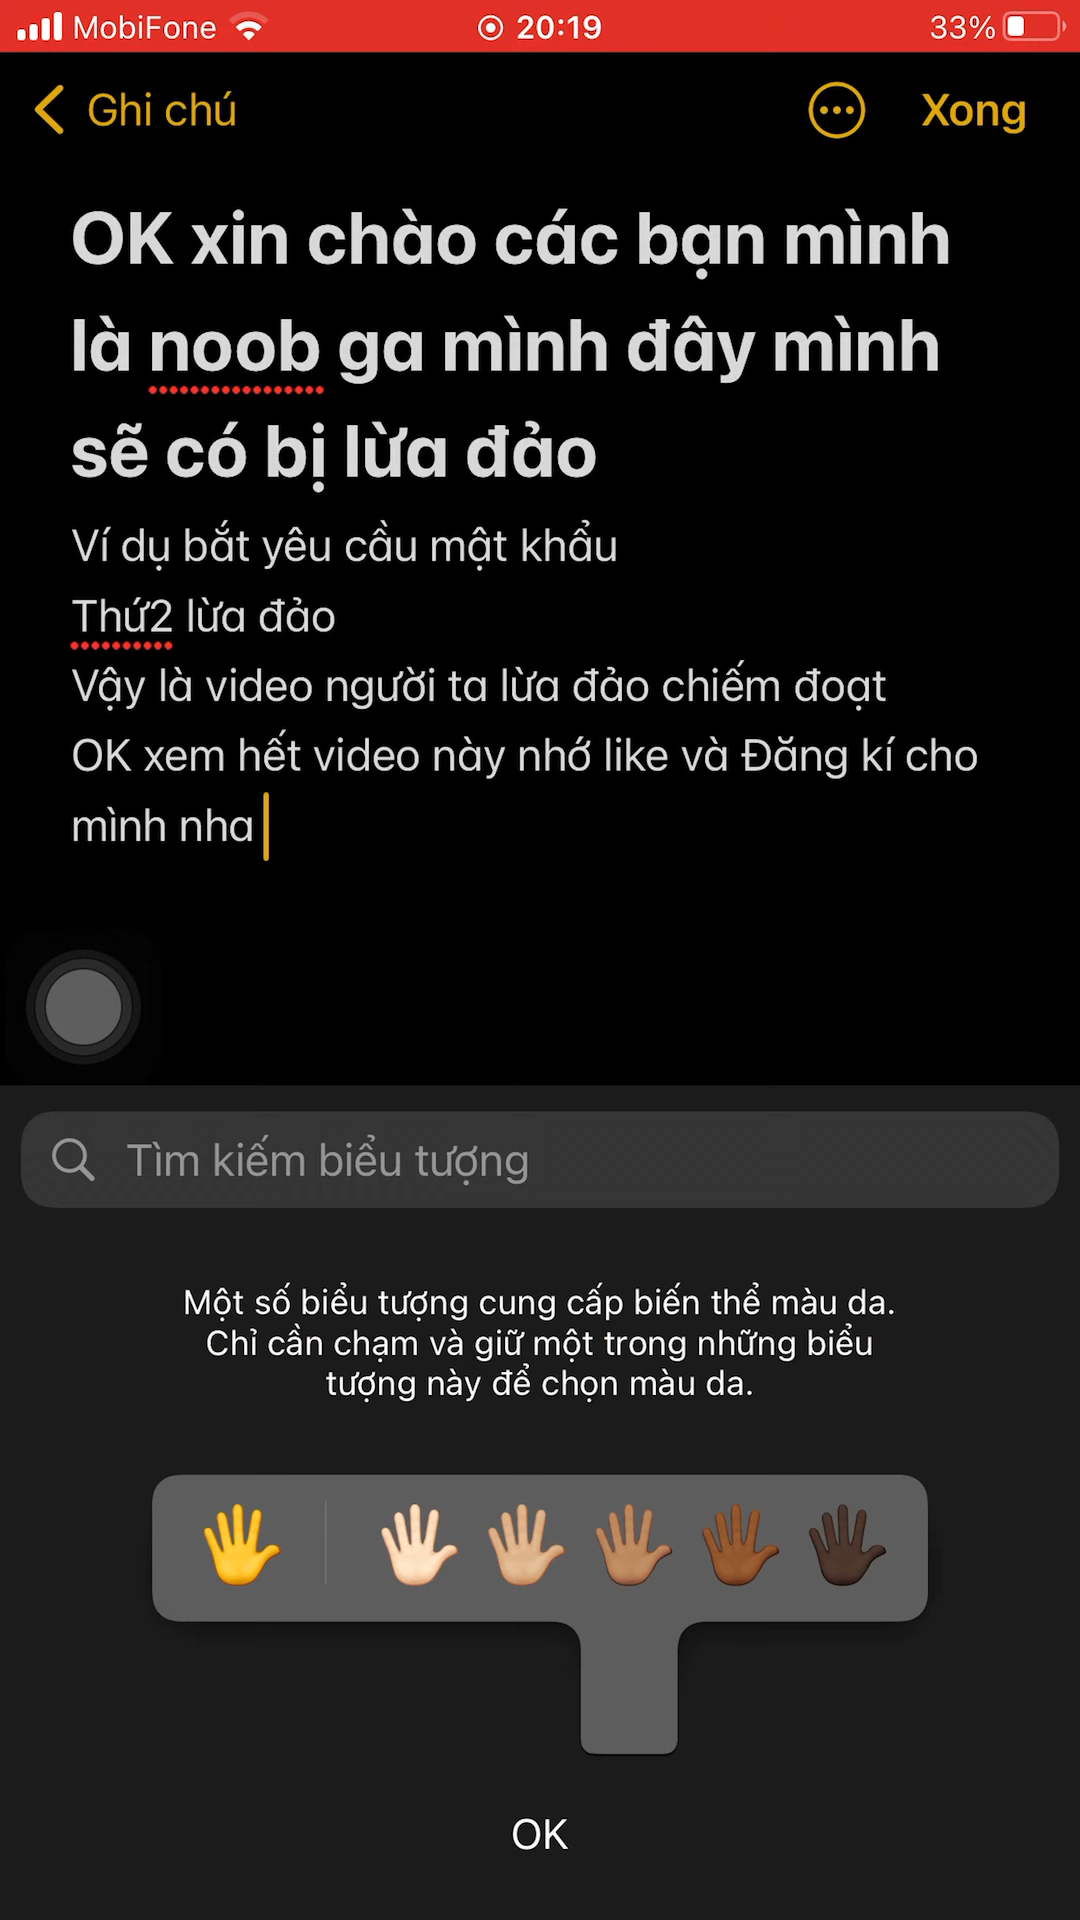 MobiFone 20:19 33%
Ghi chú Xong
OK xin chào các bạn mình
là noob ga mình đây mình
sẽ có bị lừa đảo
Ví dụ bắt yêu cầu mật khẩu
Thứ2 lừa đảo
Vậy là video người ta lừa đảo chiếm đoạt
OK xem hết video này nhớ like và Đăng kí cho
mình nha
Tìm kiếm biểu tượng
Một số biểu tượng cung cấp biến thể màu da.
Chỉ cần chạm và giữ một trong những biểu
tượng này để chọn màu da.
OK